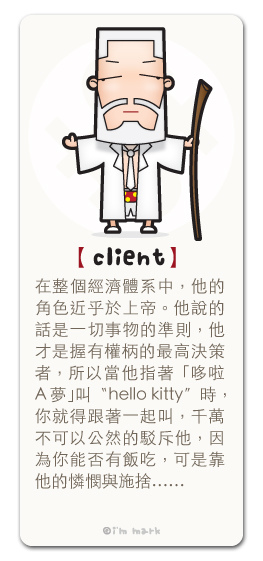 【client】
在整個經濟體系中，他的
角色近乎於上帝。他說的
話是一切事物的準則，他
才是握有權柄的最高決策
者，所以當他指著「哆啦
A夢」叫〝hello kitty〞時，
你就得跟著一起叫，千萬
不可以公然的駁斥他，因
為你能否有飯吃，可是靠
他的憐憫與施捨……
©i'm mark